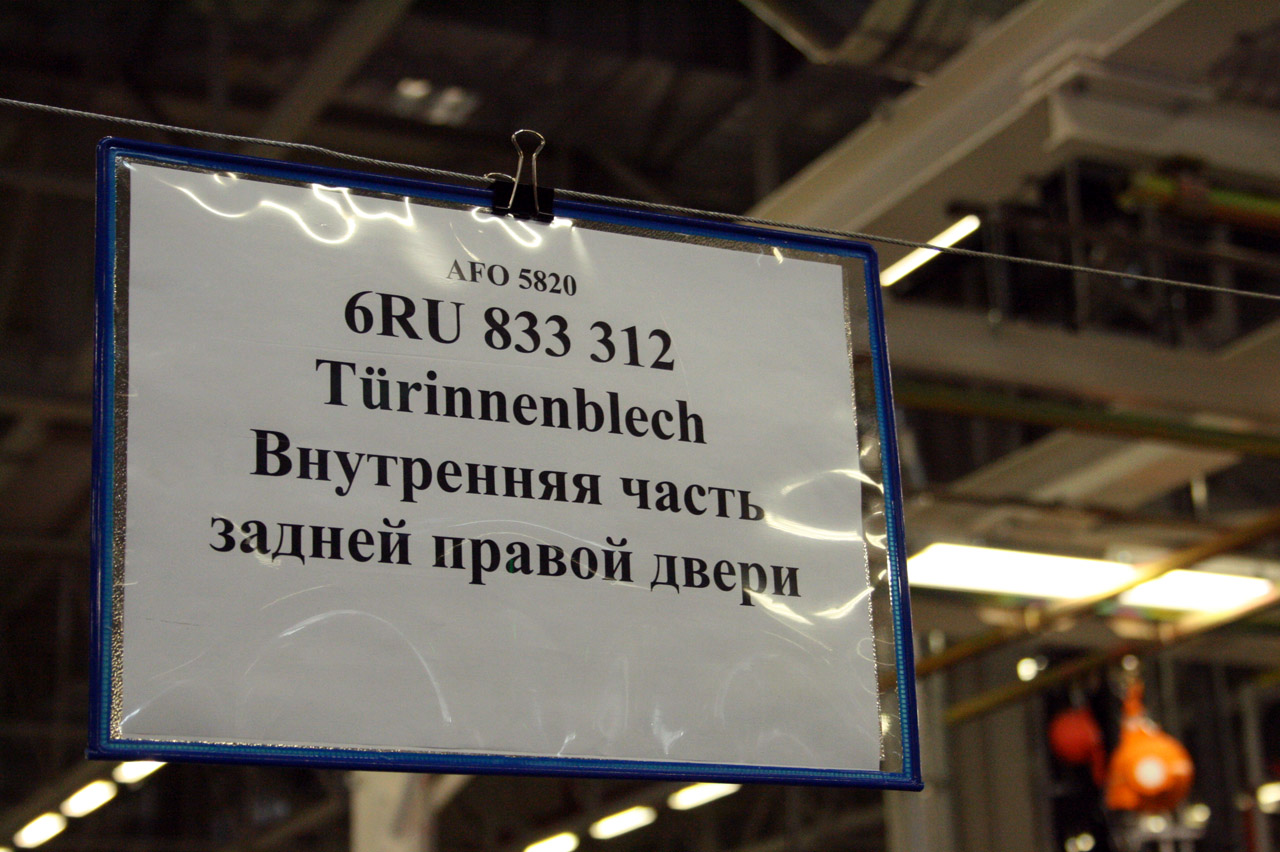 AFO 5820
6RU 833 312
Türinnenblech
Внутренняя часть
задней правой двери